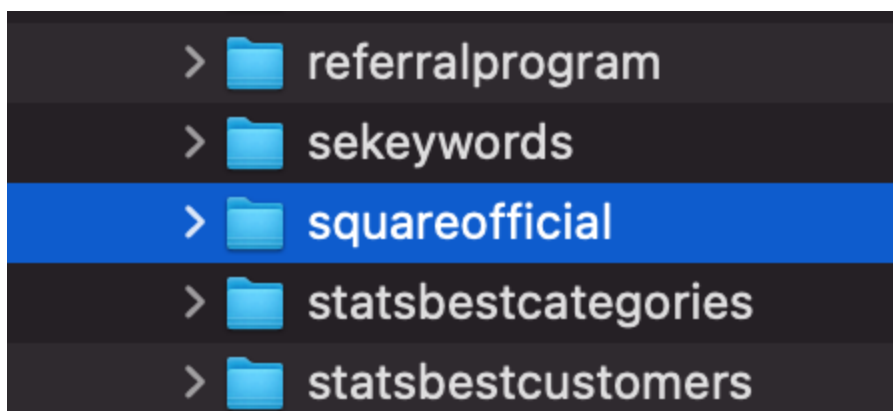 referralprogram
sekeywords
squareofficial
statsbestcategories
statsbestcustomers